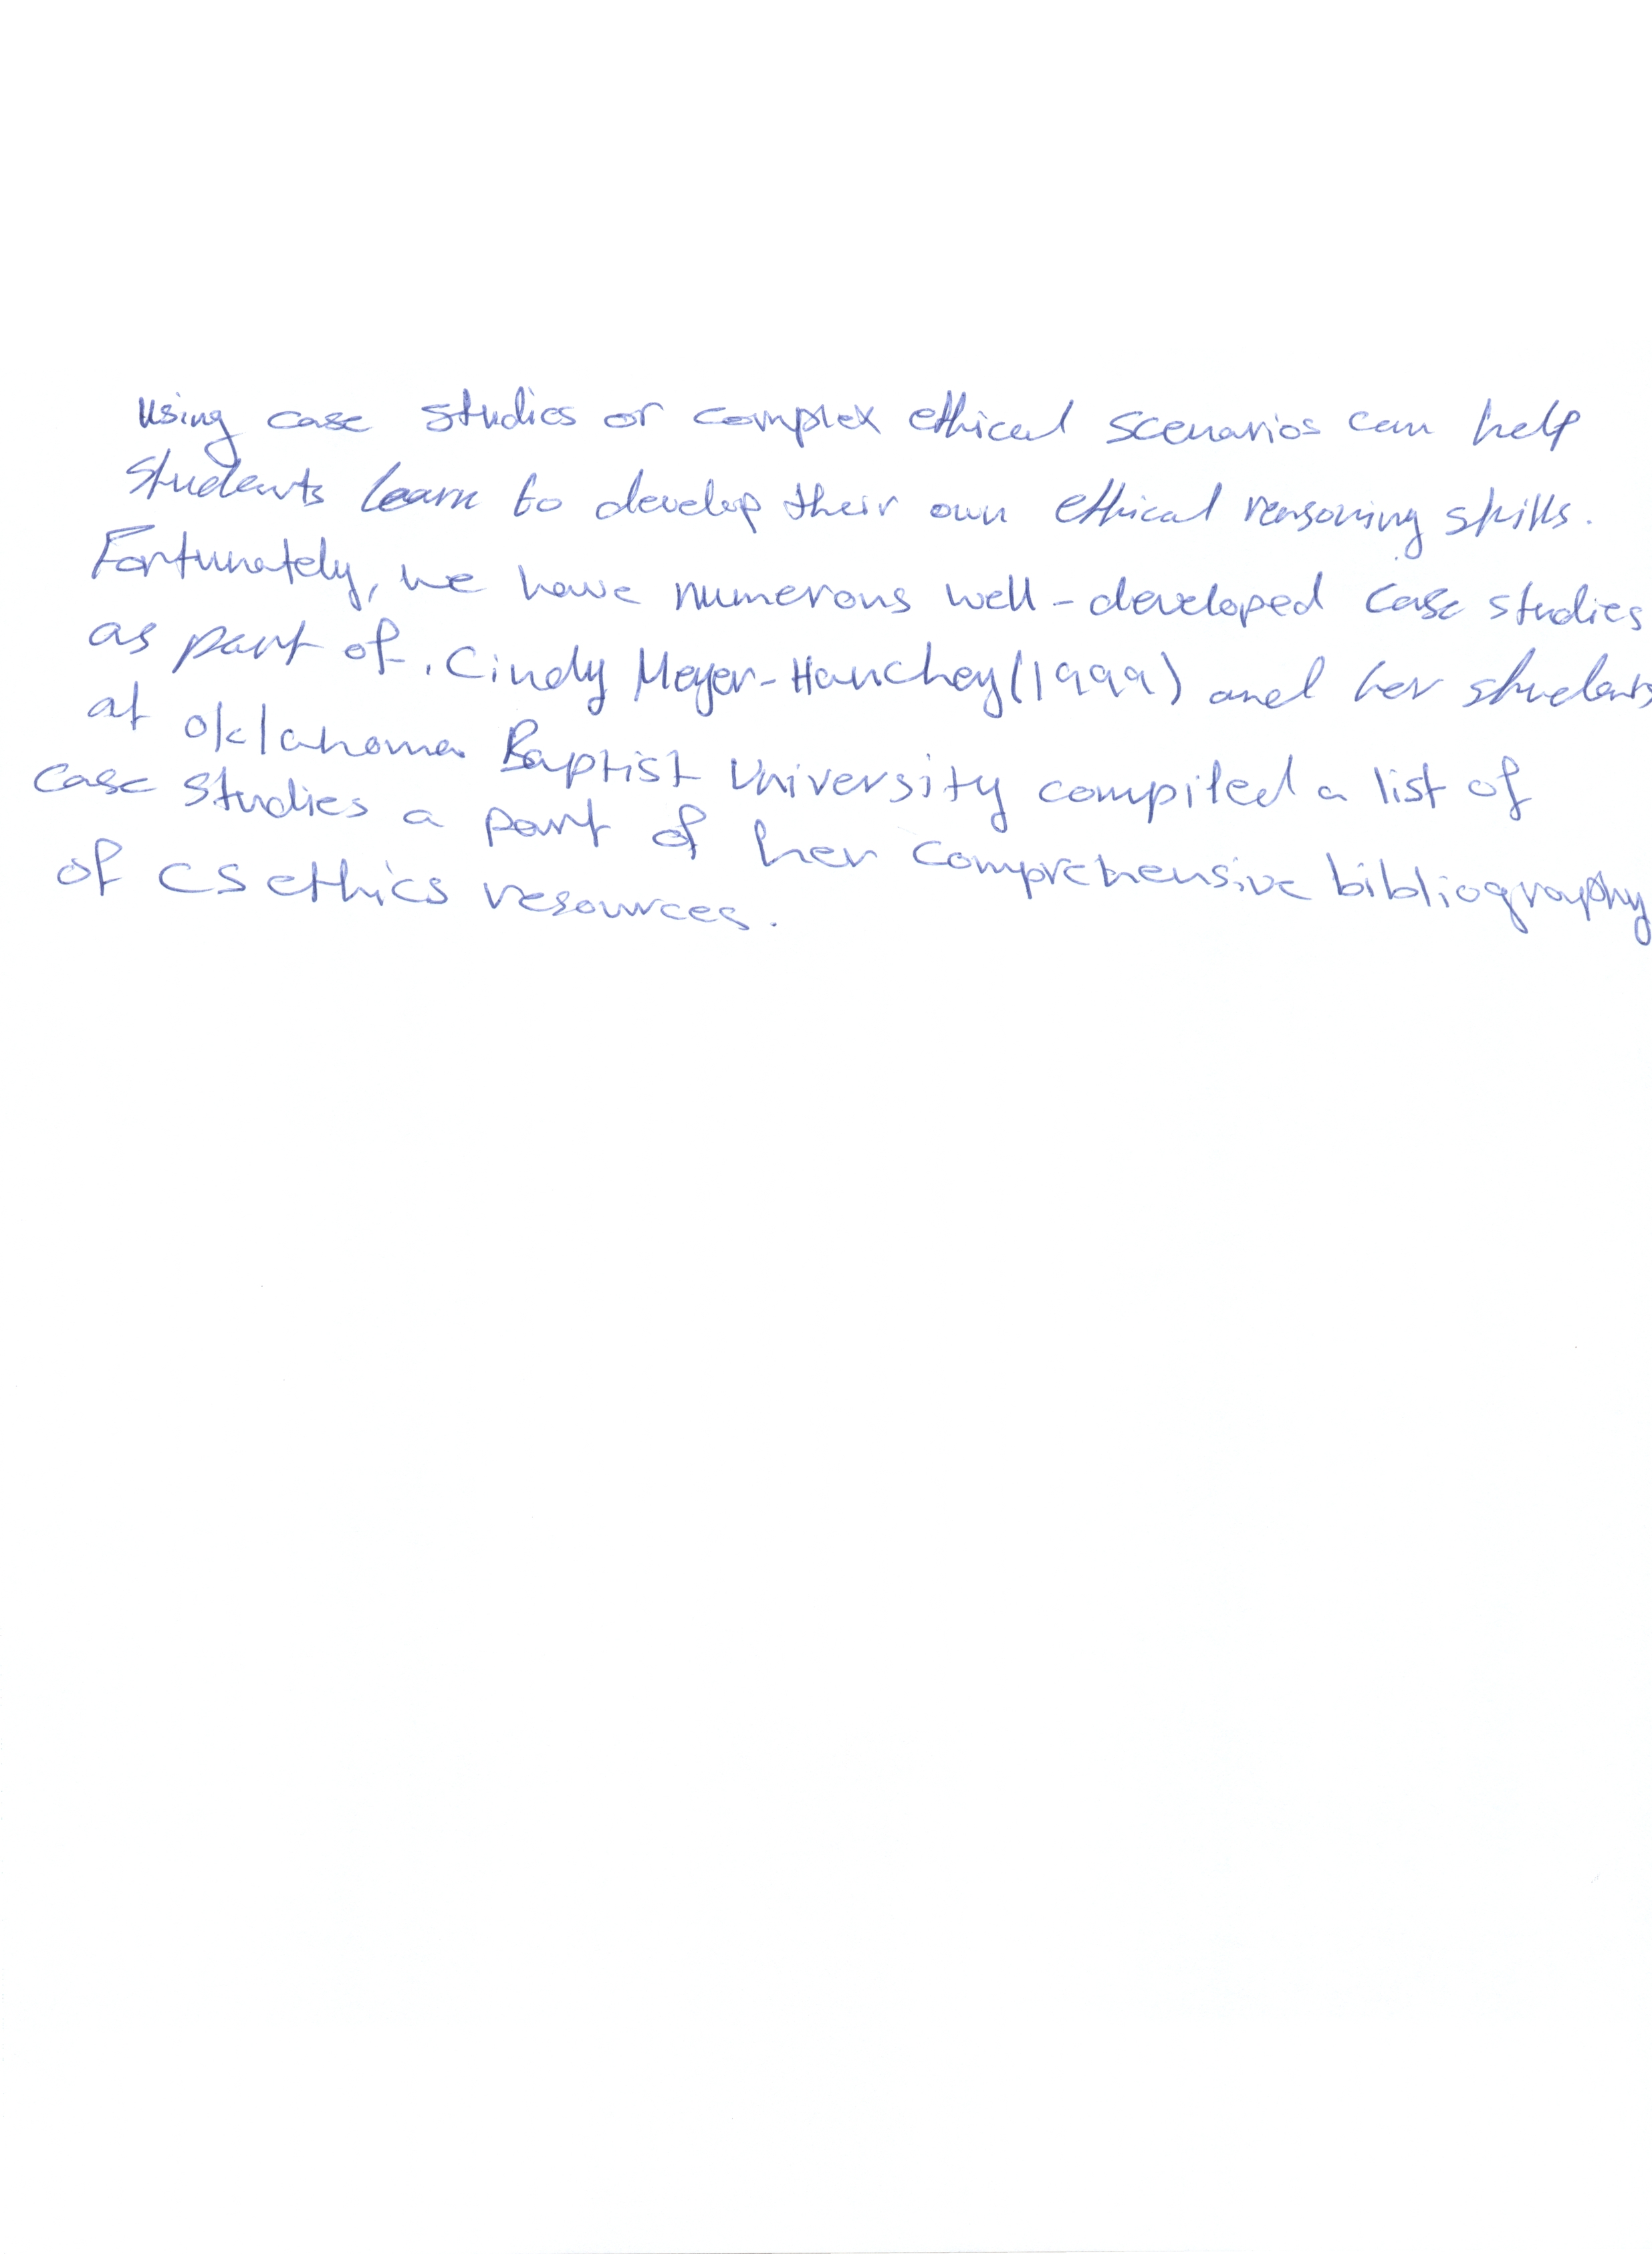 Using case studies or complex ethical scenarios can help
students learn to develop their own ethical reasoning skills.
Fortunately, we have numerous well-developed case studies
as part of. Cindy Meyer-Hanchey(1999) and her students
at Oklahoma Baptist University compiled a list of
case studies a part of her comprehensive bibliography
of CS ethics resources.